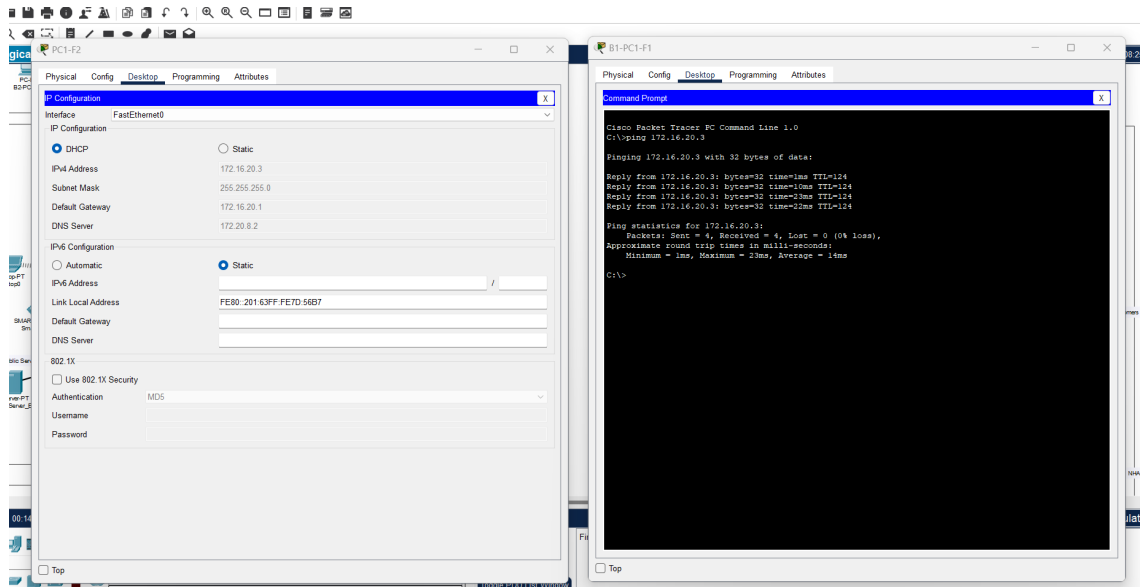 PC1-F2
Physical Config Desktop Programming Attributes
IP Configuration X
Interface FastEthernet0
IP Configuration
DHCP Static
IPv4 Address 172.16.20.3
Subnet Mask 255.255.255.0
Default Gateway 172.16.20.1
DNS Server 172.20.8.2
IPv6 Configuration
Automatic Static
IPv6 Address /
Link Local Address FE80::201:63FF:FE7D:56B7
Default Gateway
DNS Server
802.1X
Use 802.1X Security
Authentication MD5
Username
Password
Top
B1-PC1-F1
Physical Config Desktop Programming Attributes
Command Prompt X
Cisco Packet Tracer PC Command Line 1.0
C:\>ping 172.16.20.3
Pinging 172.16.20.3 with 32 bytes of data:
Reply from 172.16.20.3: bytes=32 time=1ms TTL=124
Reply from 172.16.20.3: bytes=32 time=10ms TTL=124
Reply from 172.16.20.3: bytes=32 time=23ms TTL=124
Reply from 172.16.20.3: bytes=32 time=22ms TTL=124
Ping statistics for 172.16.20.3:
Packets: Sent = 4, Received = 4, Lost = 0 (0% loss),
Approximate round trip times in milli-seconds:
Minimum = 1ms, Maximum = 23ms, Average = 14ms
C:\>
Top